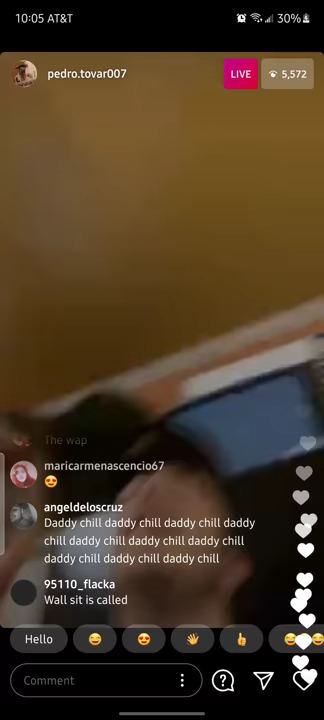 10:05 AT&T 30%
pedro.tovar007 LIVE 5,572
The wap
maricarmenascencio67
😍
angeldeloscruz
Daddy chill daddy chill daddy chill daddy
chill daddy chill daddy chill daddy chill
daddy chill daddy chill daddy chill
95110_flacka
Wall sit is called
Hello 😂 😍 👋 👍 😂
Comment